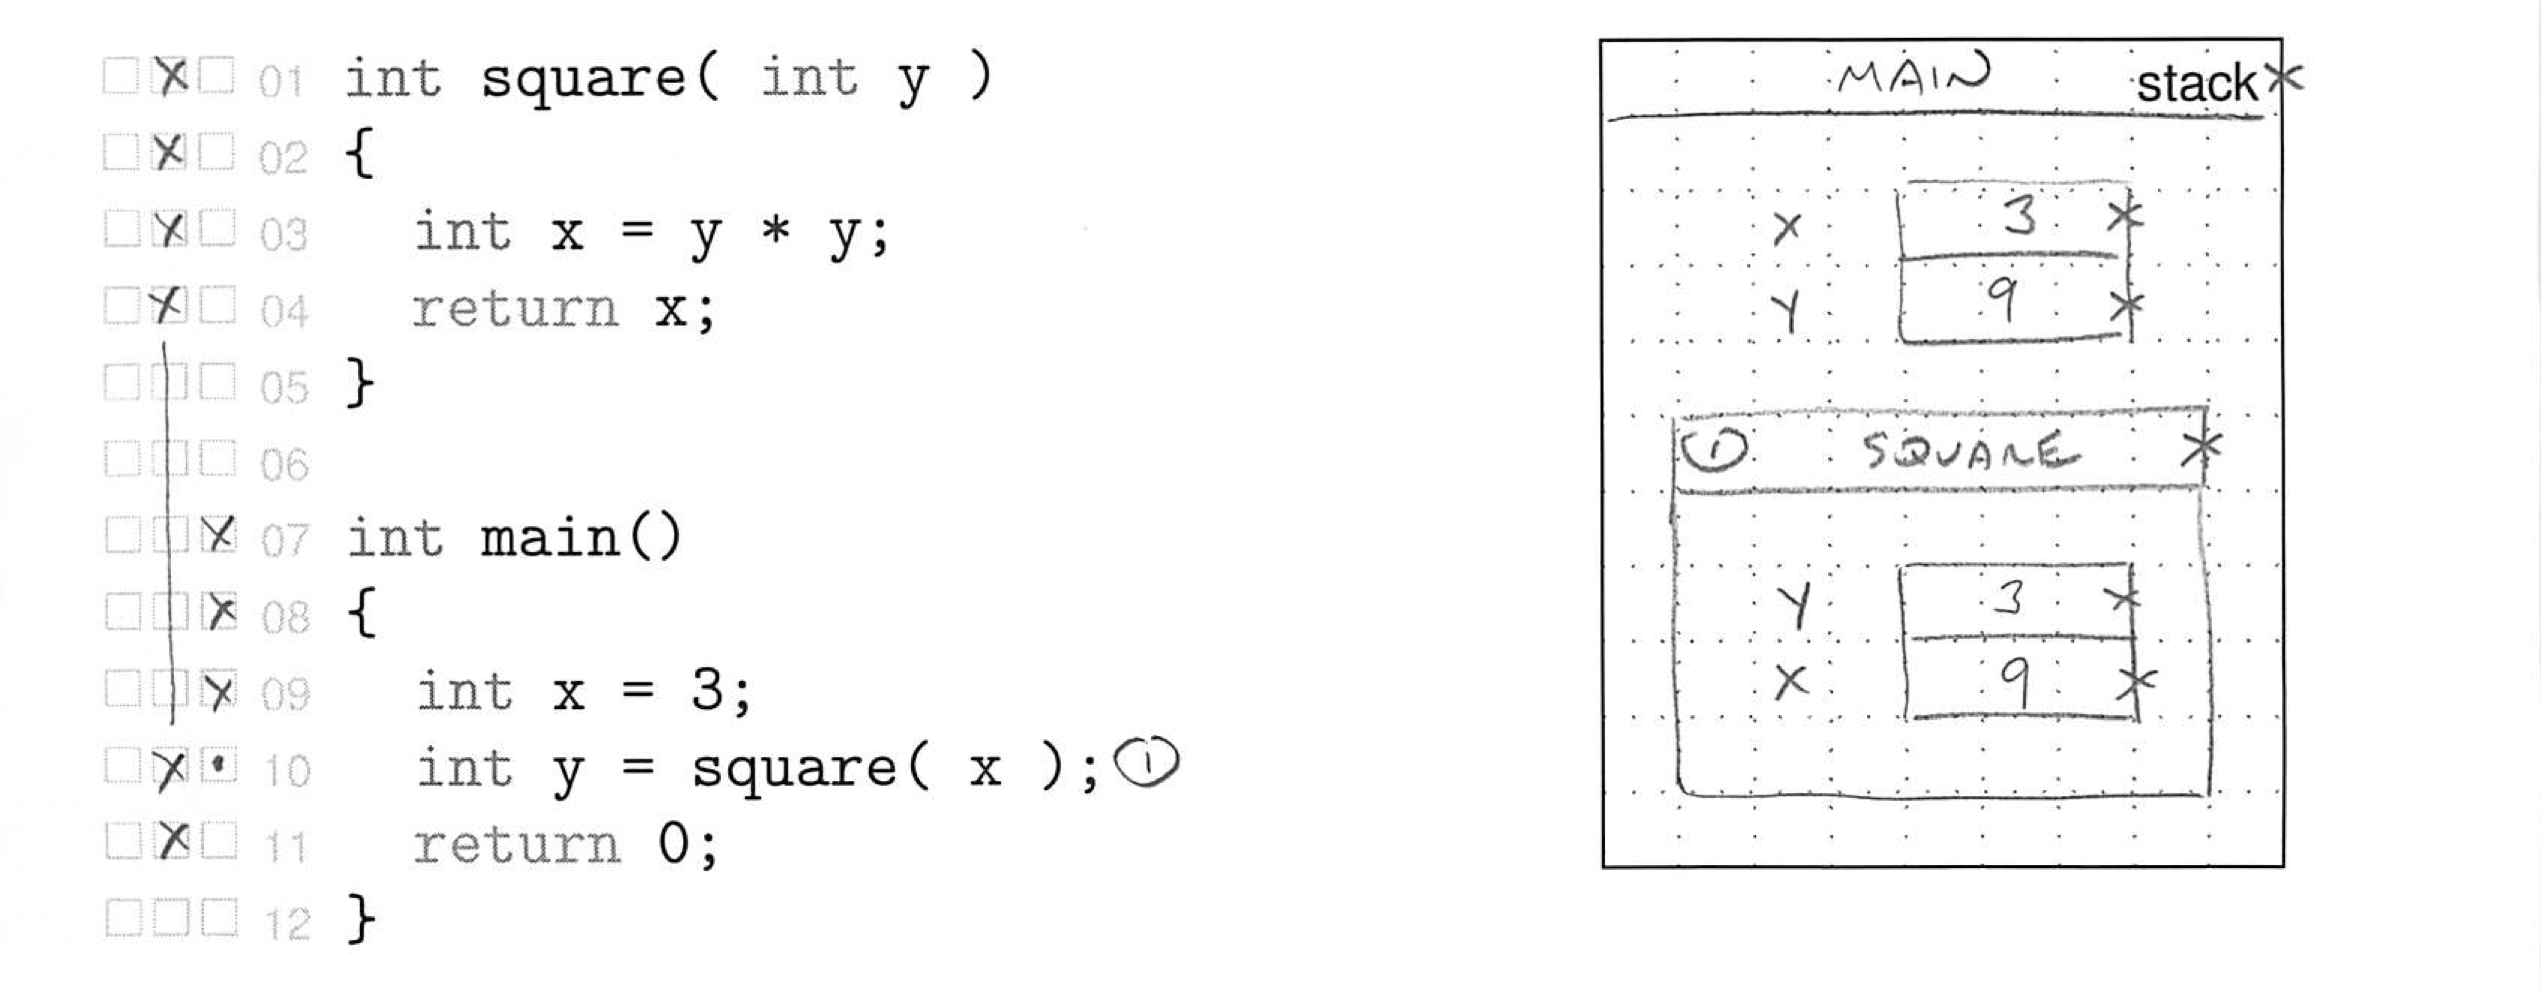 01 int square( int y )
02 {
03 int x = y * y;
04 return x;
05 }
06
07 int main()
08 {
09 int x = 3;
10 int y = square( x ); ①
11 return 0;
12 }
MAIN stack
X 3
Y 9
① SQUARE
Y 3
X 9